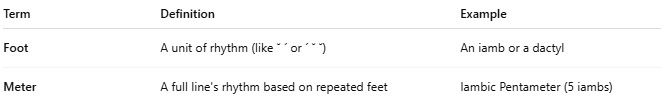 Term Definition Example
Foot A unit of rhythm (like ˘ ´ or ´ ˘ ˘) An iamb or a dactyl
Meter A full line's rhythm based on repeated feet Iambic Pentameter (5 iambs)